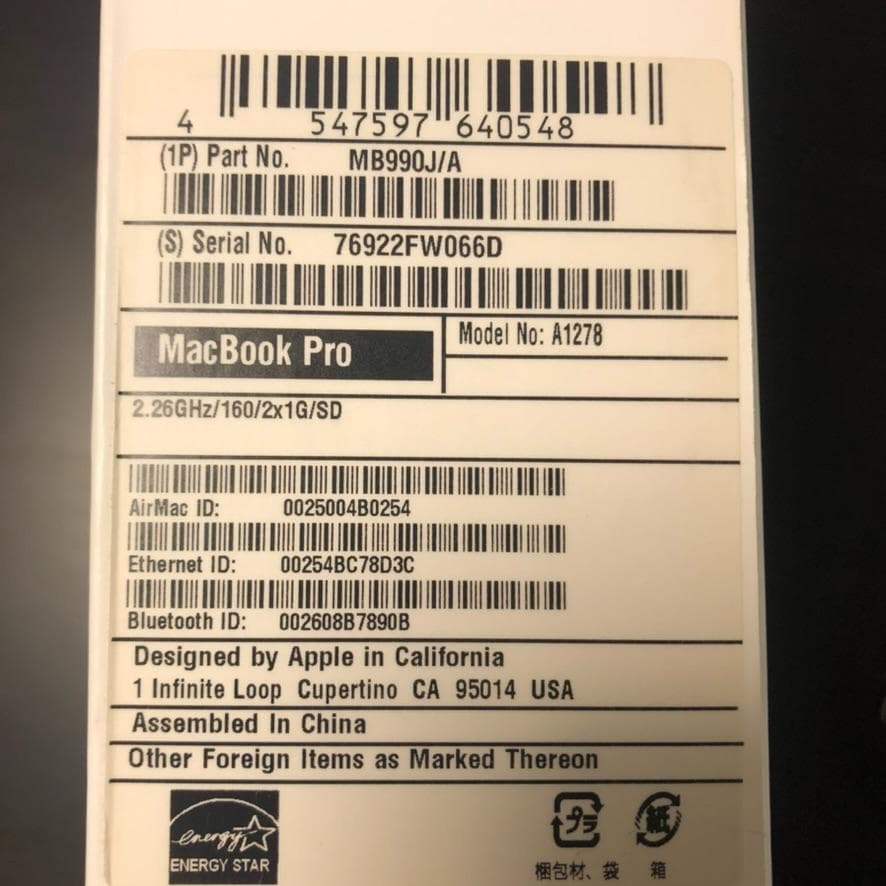 4 547597 640548
(1P) Part No. MB990J/A
(S) Serial No. 76922FW066D
MacBook Pro
Model No: A1278
2.26GHz/160/2x1G/SD
AirMac ID: 0025004B0254
Ethernet ID: 00254BC78D3C
Bluetooth ID: 002608B7890B
Designed by Apple in California
1 Infinite Loop Cupertino CA 95014 USA
Assembled In China
Other Foreign Items as Marked Thereon
energy
ENERGY STAR
プラ
紙
梱包材、袋
箱